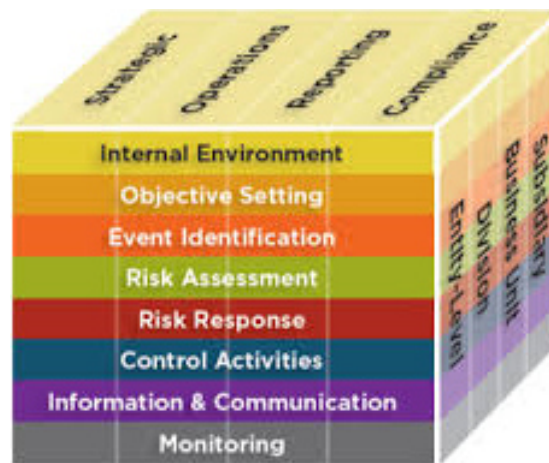 Strategic
Operations
Reporting
Compliance
Internal Environment
Objective Setting
Event Identification
Risk Assessment
Risk Response
Control Activities
Information & Communication
Monitoring
Entity-Level
Division
Business Unit
Subsidiary